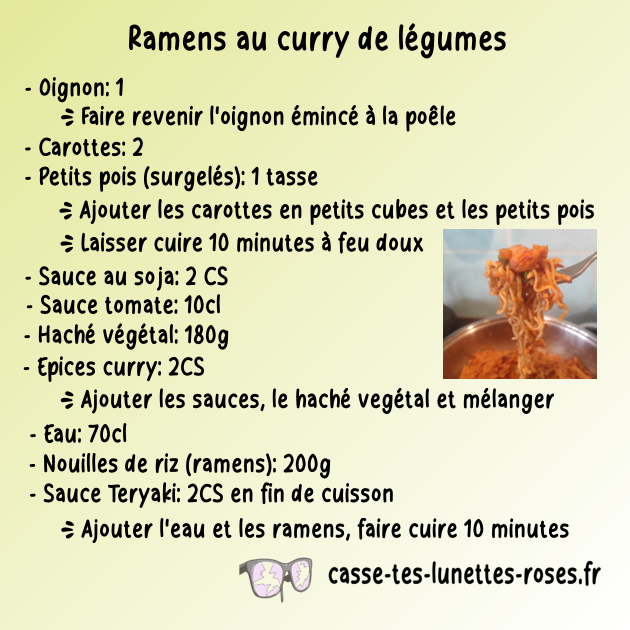 Ramens au curry de légumes
- Oignon: 1
Faire revenir l'oignon émincé à la poêle
- Carottes: 2
- Petits pois (surgelés): 1 tasse
Ajouter les carottes en petits cubes et les petits pois
Laisser cuire 10 minutes à feu doux
- Sauce au soja: 2 CS
- Sauce tomate: 10cl
- Haché végétal: 180g
- Epices curry: 2CS
Ajouter les sauces, le haché vegétal et mélanger
- Eau: 70cl
- Nouilles de riz (ramens): 200g
- Sauce Teryaki: 2CS en fin de cuisson
Ajouter l'eau et les ramens, faire cuire 10 minutes
casse-tes-lunettes-roses.fr